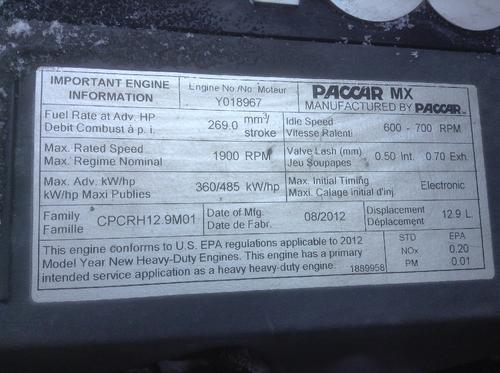 IMPORTANT ENGINE INFORMATION
Engine No /No. Moteur
Y018967
PACCAR MX
MANUFACTURED BY PACCAR
Fuel Rate at Adv. HP
Debit Combust à p. i.
269.0 mm³/stroke
Idle Speed
Vitesse Ralenti
600 - 700 RPM
Max. Rated Speed
Max. Regime Nominal
1900 RPM
Valve Lash (mm)
Jeu Soupapes
0.50 Int. 0.70 Exh.
Max. Adv. kW/hp
kW/hp Maxi Publies
360/485 kW/hp
Max. Initial Timing
Maxi. Calage initial d'inj.
Electronic
Family
Famille
CPCRH12.9M01
Date of Mfg.
Date de Fabr.
08/2012
Displacement
Déplacement
12.9 L.
This engine conforms to U.S. EPA regulations applicable to 2012
Model Year New Heavy-Duty Engines. This engine has a primary
intended service application as a heavy heavy-duty engine. 1889958
STD EPA
NOx 0.20
PM 0.01